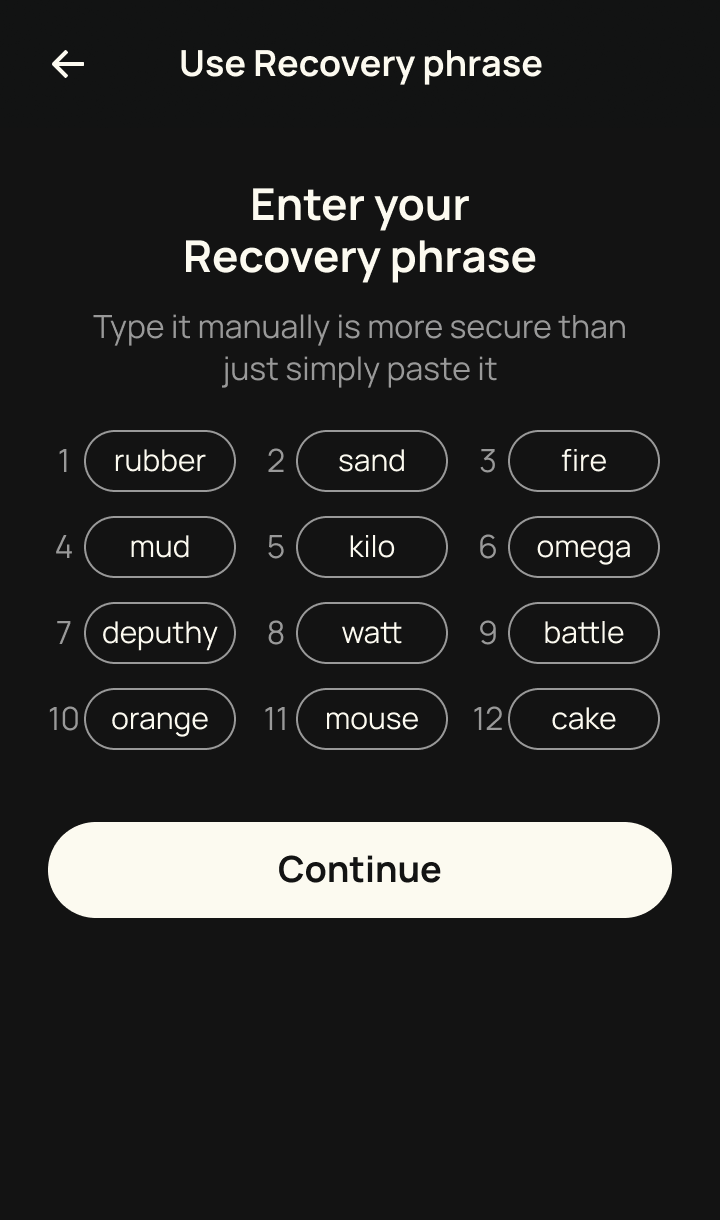 Use Recovery phrase
Enter your
Recovery phrase
Type it manually is more secure than
just simply paste it
1 rubber 2 sand 3 fire
4 mud 5 kilo 6 omega
7 deputhy 8 watt 9 battle
10 orange 11 mouse 12 cake
Continue